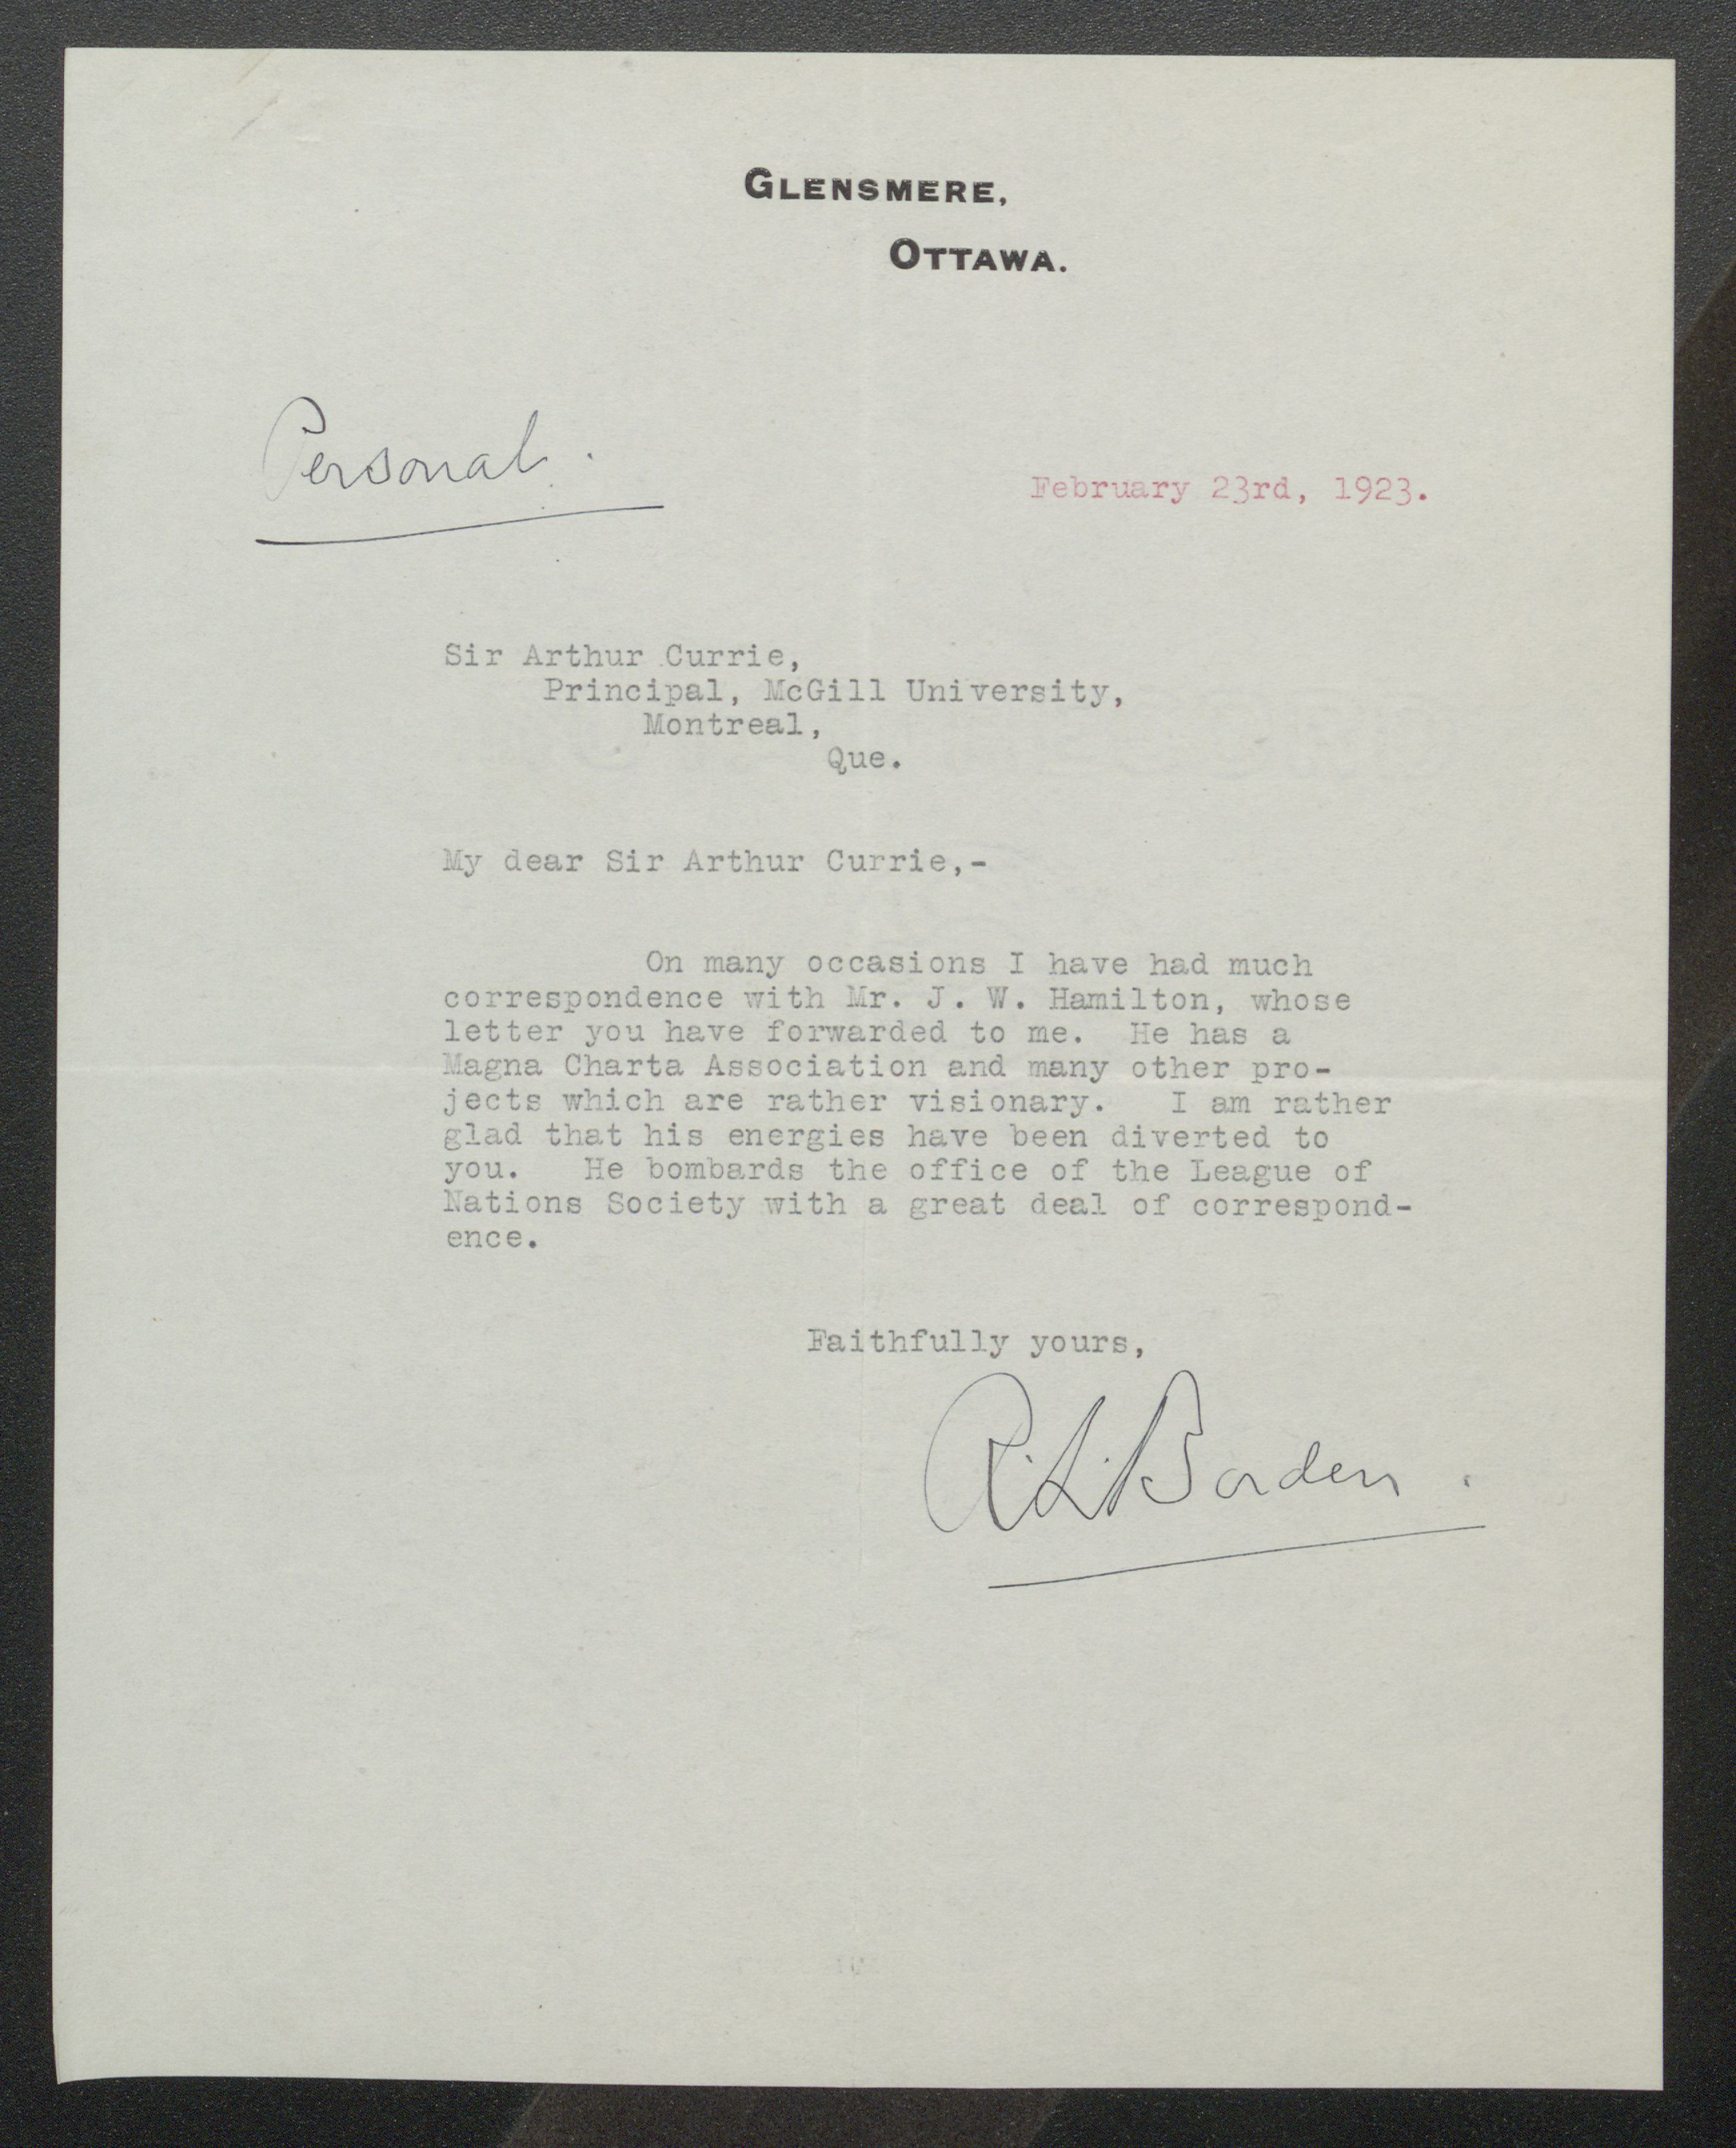 GLENSMERE,
OTTAWA.
Personal.
February 23rd, 1923.
Sir Arthur Currie,
Principal, McGill University,
Montreal,
Que.
My dear Sir Arthur Currie,-
On many occasions I have had much
correspondence with Mr. J. W. Hamilton, whose
letter you have forwarded to me. He has a
Magna Charta Association and many other pro-
jects which are rather visionary. I am rather
glad that his energies have been diverted to
you. He bombards the office of the League of
Nations Society with a great deal of correspond-
ence.
Faithfully yours,
R. L. Borden.